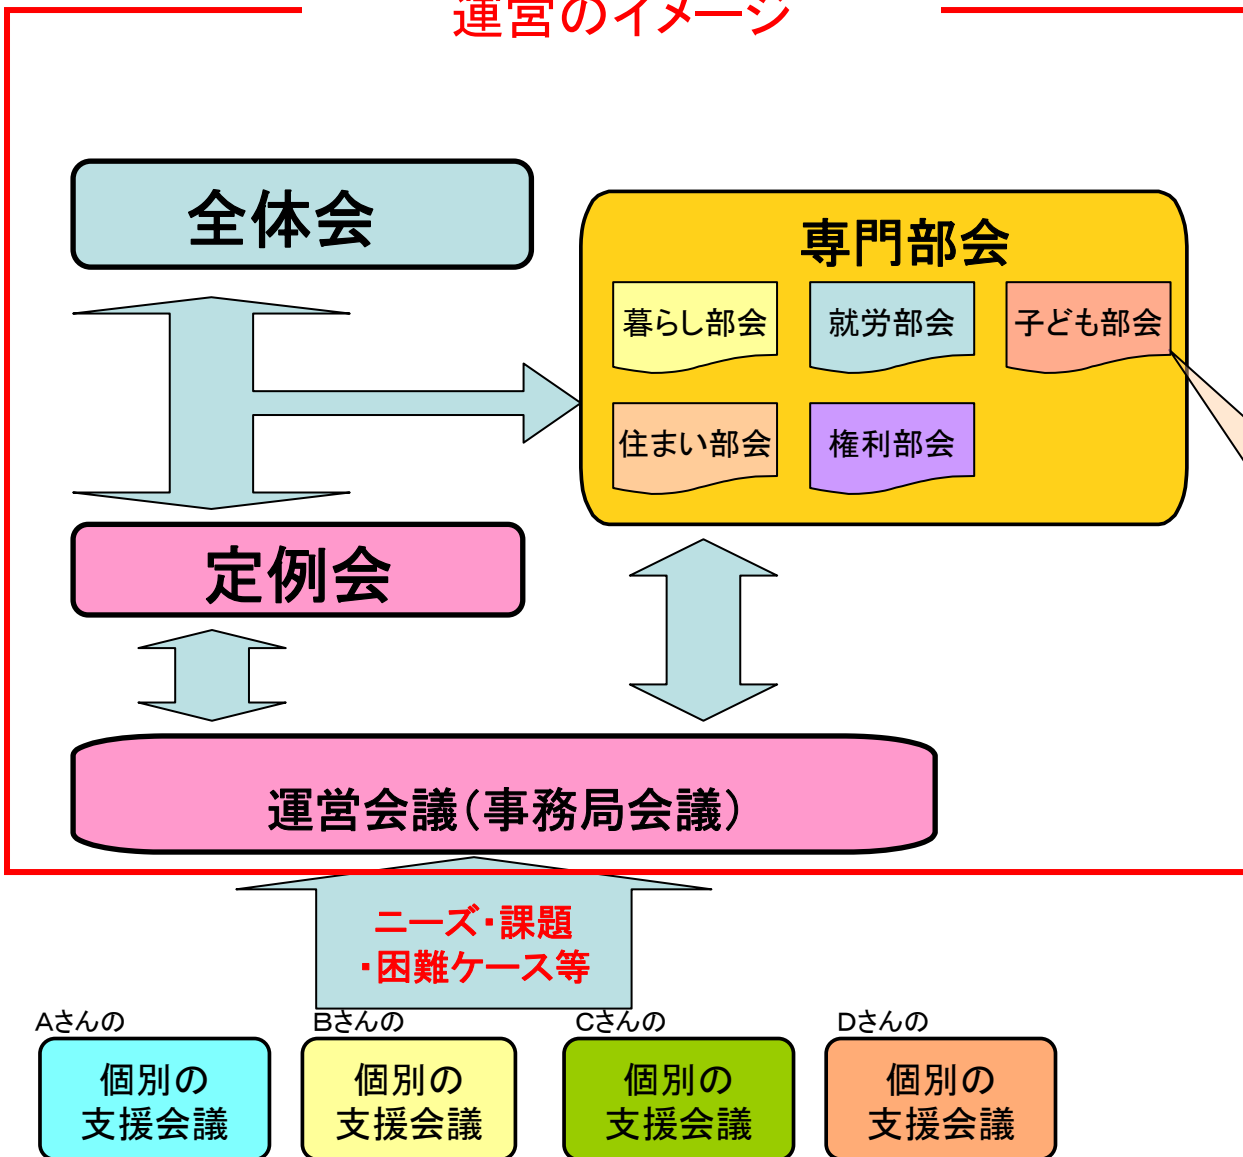 運営のイメージ
全体会
専門部会
暮らし部会
就労部会
子ども部会
住まい部会
権利部会
定例会
運営会議（事務局会議）
ニーズ・課題
・困難ケース等
Aさんの
Bさんの
Cさんの
Dさんの
個別の
支援会議
個別の
支援会議
個別の
支援会議
個別の
支援会議